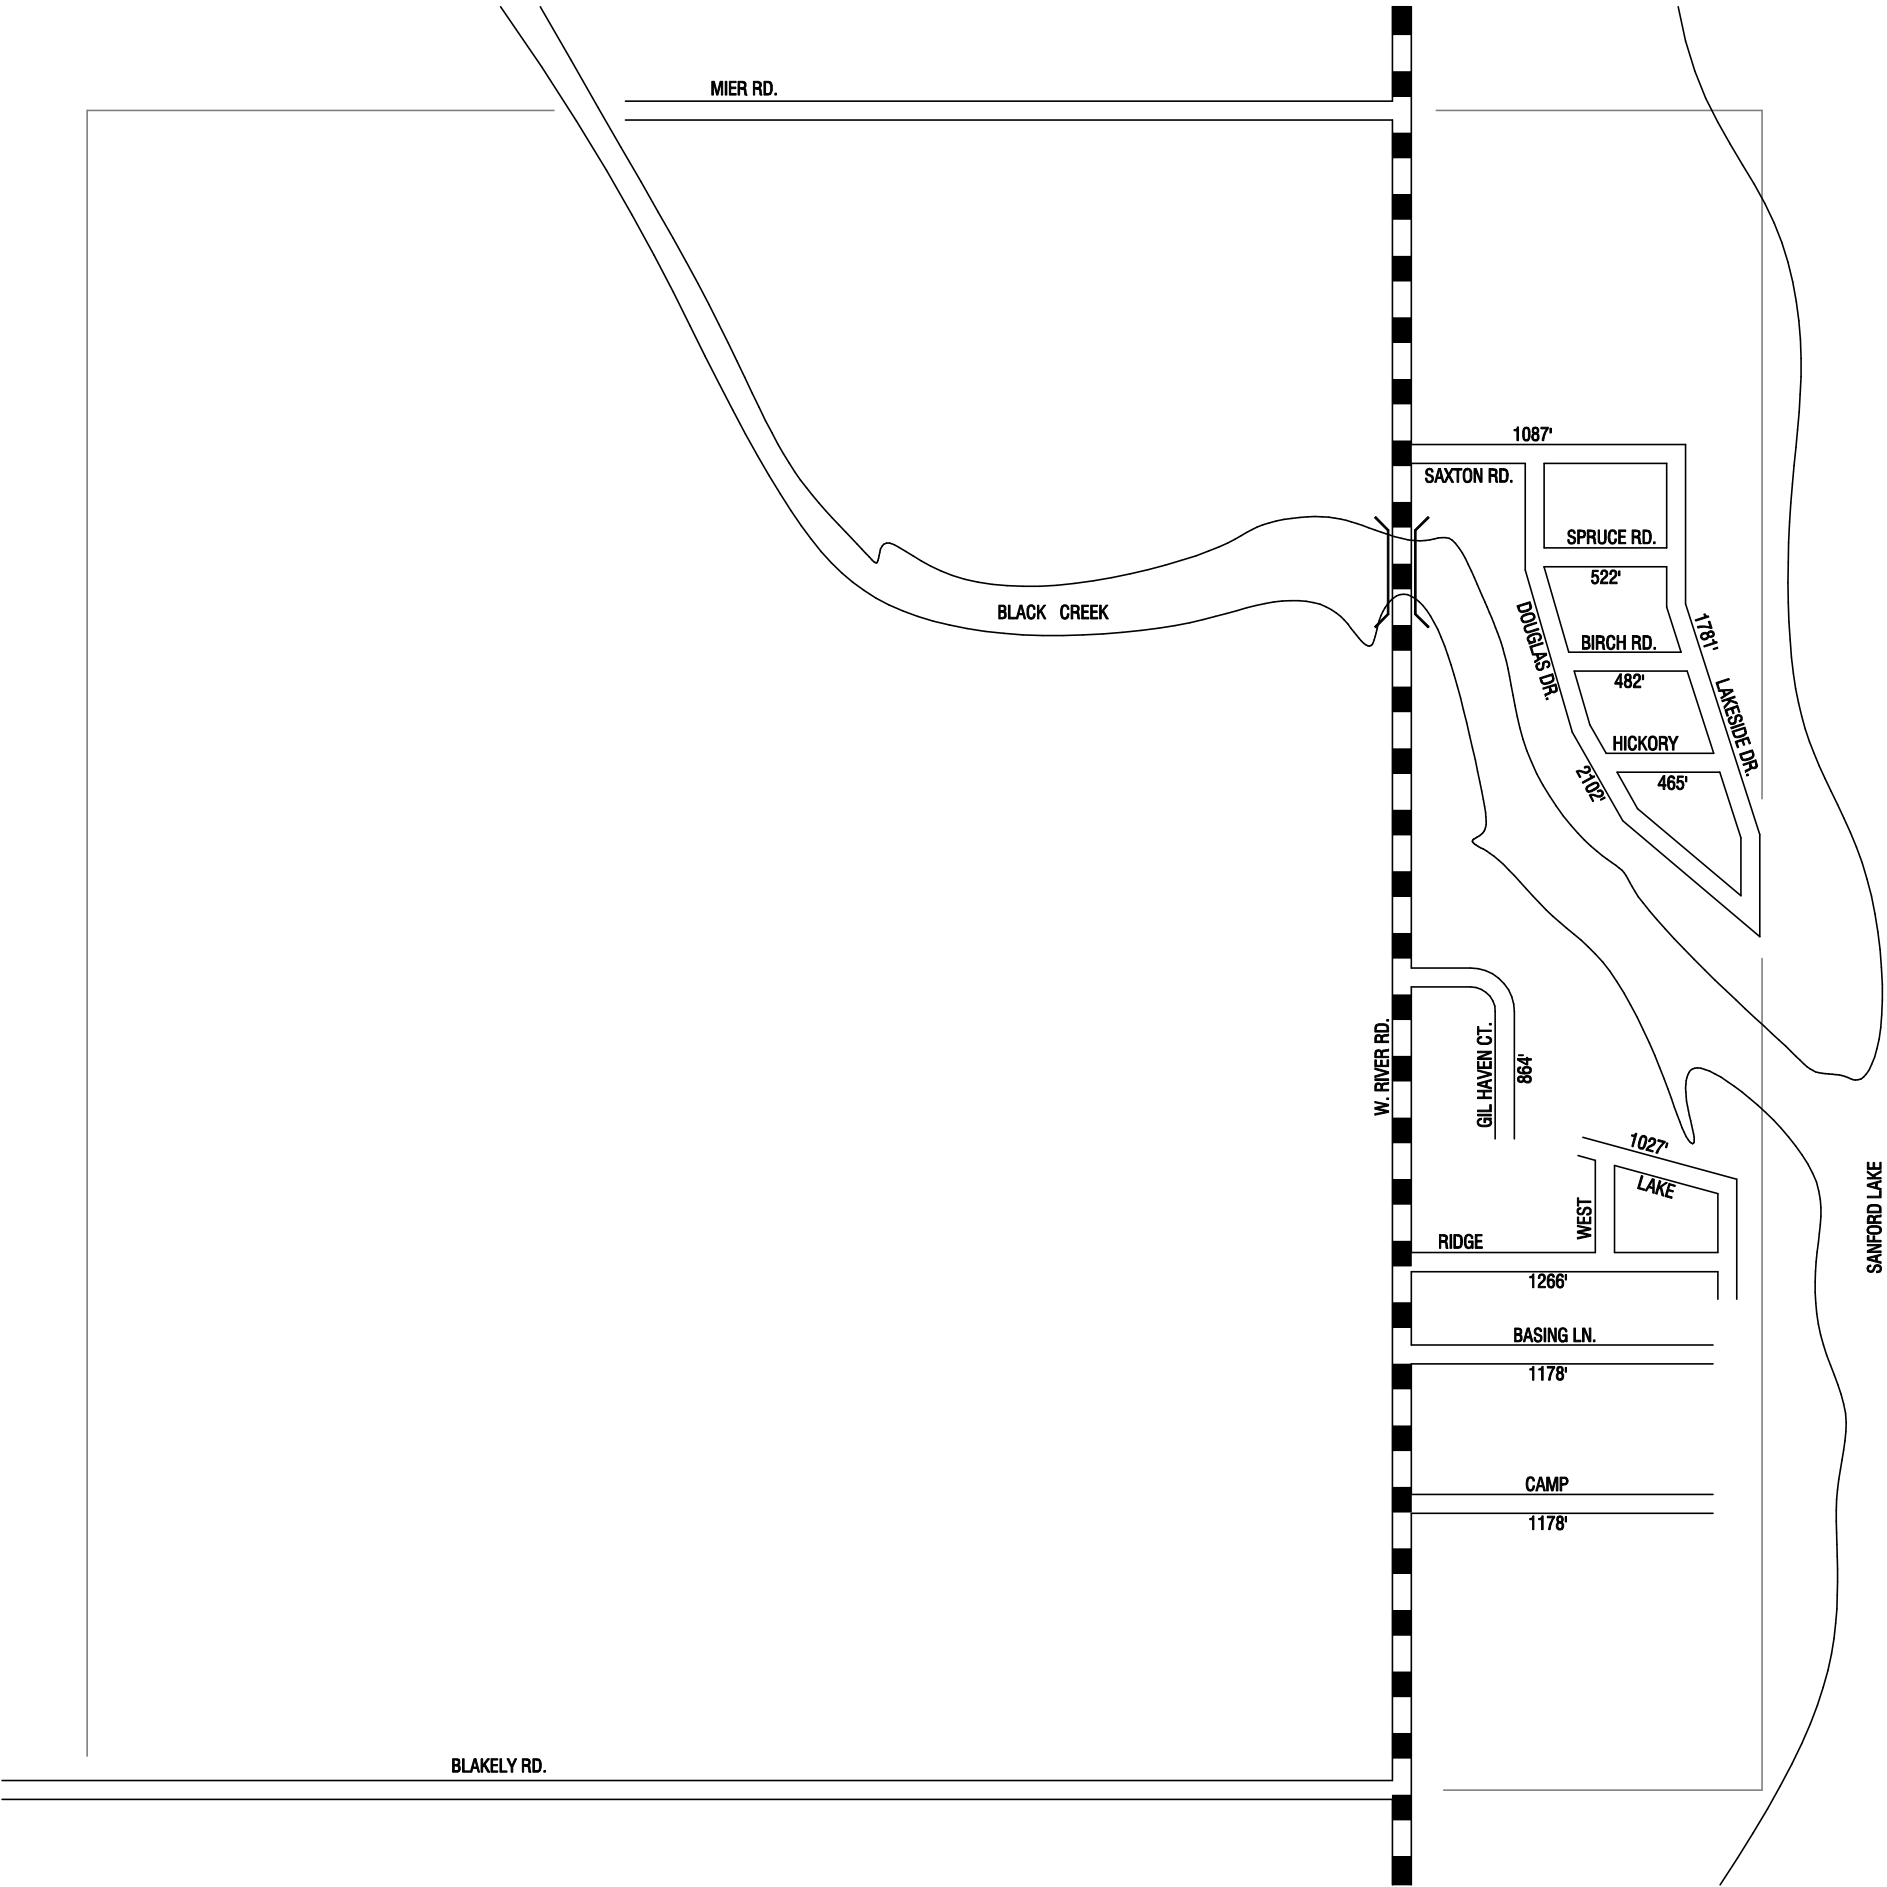 MIER RD.
1087'
SAXTON RD.
SPRUCE RD.
522'
BLACK CREEK
DOUGLAS DR.
BIRCH RD.
1781'
482'
LAKESIDE DR.
HICKORY
2102'
465'
W. RIVER RD.
GIL HAVEN CT.
864'
1027'
LAKE
WEST
SANFORD LAKE
RIDGE
1266'
BASING LN.
1178'
CAMP
1178'
BLAKELY RD.